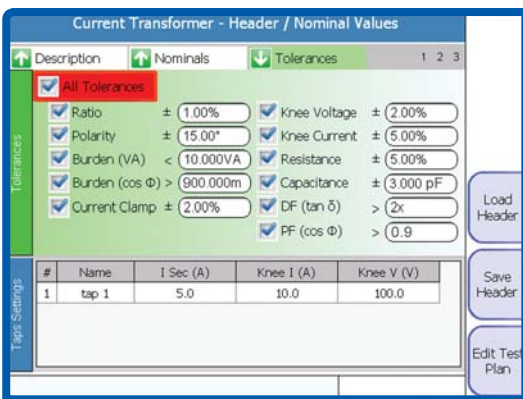 Current Transformer - Header / Nominal Values
Description Nominals Tolerances 1 2 3
All Tolerances
Ratio ± 1.00% Knee Voltage ± 2.00%
Polarity ± 15.00° Knee Current ± 5.00%
Burden (VA) < 10.000VA Resistance ± 5.00%
Burden (cos Φ) > 900.000m Capacitance ± 3.000 pF
Current Clamp ± 2.00% DF (tan δ) > 2x
PF (cos Φ) > 0.9
Tolerances
# Name I Sec (A) Knee I (A) Knee V (V)
1 tap 1 5.0 10.0 100.0
Taps Settings
Load
Header
Save
Header
Edit Test
Plan